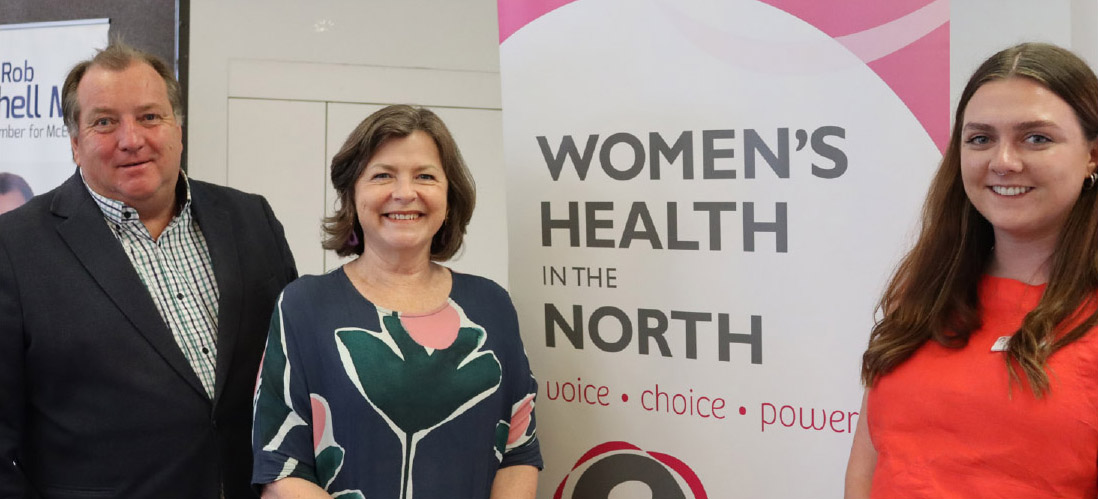 Rob
hell M
mber for McE
WOMEN'S
HEALTH
IN THE
NORTH
voice • choice • power